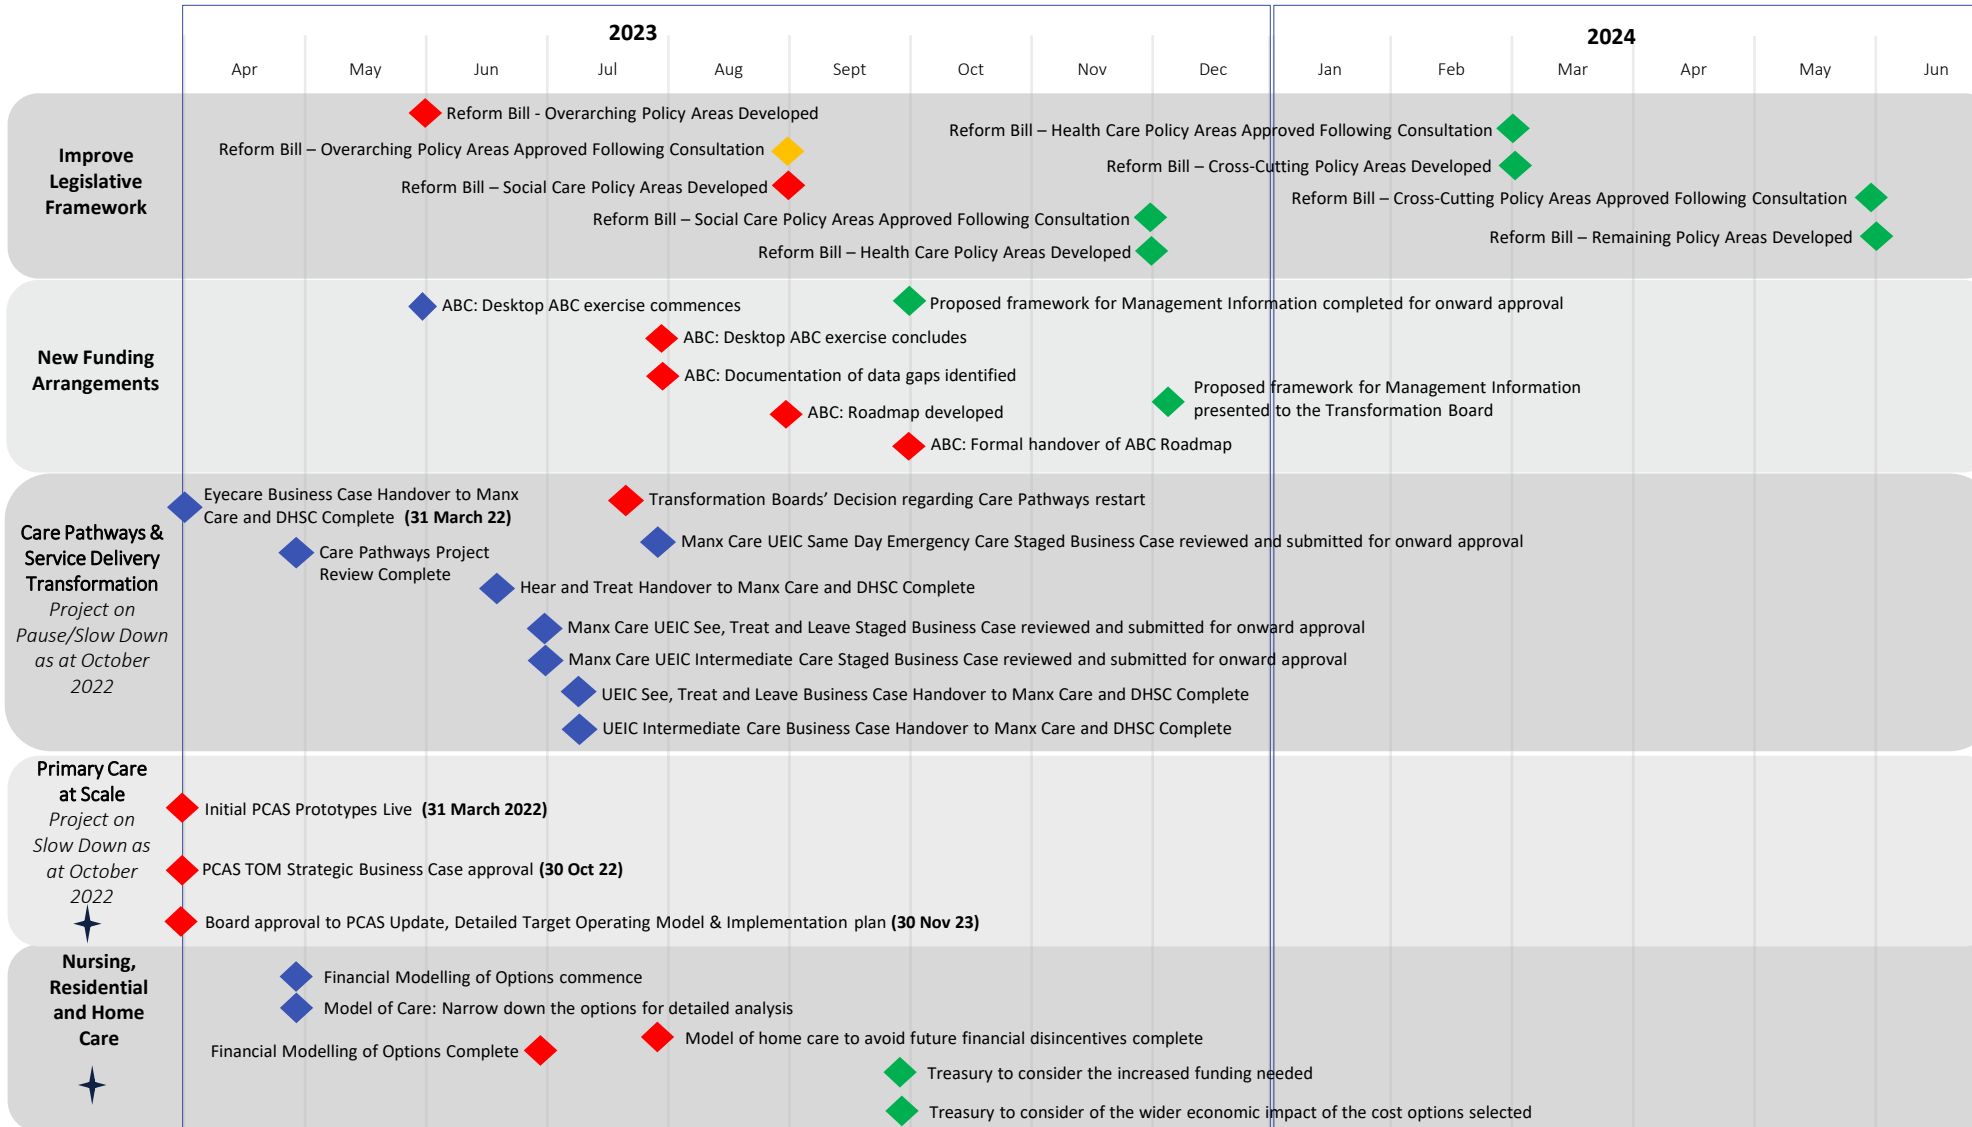 2023
2024
Apr
May
Jun
Jul
Aug
Sept
Oct
Nov
Dec
Jan
Feb
Mar
Apr
May
Jun
Improve
Legislative
Framework
Reform Bill - Overarching Policy Areas Developed
Reform Bill – Overarching Policy Areas Approved Following Consultation
Reform Bill – Social Care Policy Areas Developed
Reform Bill – Social Care Policy Areas Approved Following Consultation
Reform Bill – Health Care Policy Areas Developed
Reform Bill – Health Care Policy Areas Approved Following Consultation
Reform Bill – Cross-Cutting Policy Areas Developed
Reform Bill – Cross-Cutting Policy Areas Approved Following Consultation
Reform Bill – Remaining Policy Areas Developed
New Funding
Arrangements
ABC: Desktop ABC exercise commences
Proposed framework for Management Information completed for onward approval
ABC: Desktop ABC exercise concludes
ABC: Documentation of data gaps identified
ABC: Roadmap developed
Proposed framework for Management Information
presented to the Transformation Board
ABC: Formal handover of ABC Roadmap
Care Pathways &
Service Delivery
Transformation
Project on
Pause/Slow Down
as at October
2022
Eyecare Business Case Handover to Manx
Care and DHSC Complete (31 March 22)
Transformation Boards’ Decision regarding Care Pathways restart
Manx Care UEIC Same Day Emergency Care Staged Business Case reviewed and submitted for onward approval
Care Pathways Project
Review Complete
Hear and Treat Handover to Manx Care and DHSC Complete
Manx Care UEIC See, Treat and Leave Staged Business Case reviewed and submitted for onward approval
Manx Care UEIC Intermediate Care Staged Business Case reviewed and submitted for onward approval
UEIC See, Treat and Leave Business Case Handover to Manx Care and DHSC Complete
UEIC Intermediate Care Business Case Handover to Manx Care and DHSC Complete
Primary Care
at Scale
Project on
Slow Down as
at October
2022
Initial PCAS Prototypes Live (31 March 2022)
PCAS TOM Strategic Business Case approval (30 Oct 22)
Board approval to PCAS Update, Detailed Target Operating Model & Implementation plan (30 Nov 23)
Nursing,
Residential
and Home
Care
Financial Modelling of Options commence
Model of Care: Narrow down the options for detailed analysis
Model of home care to avoid future financial disincentives complete
Financial Modelling of Options Complete
Treasury to consider the increased funding needed
Treasury to consider of the wider economic impact of the cost options selected